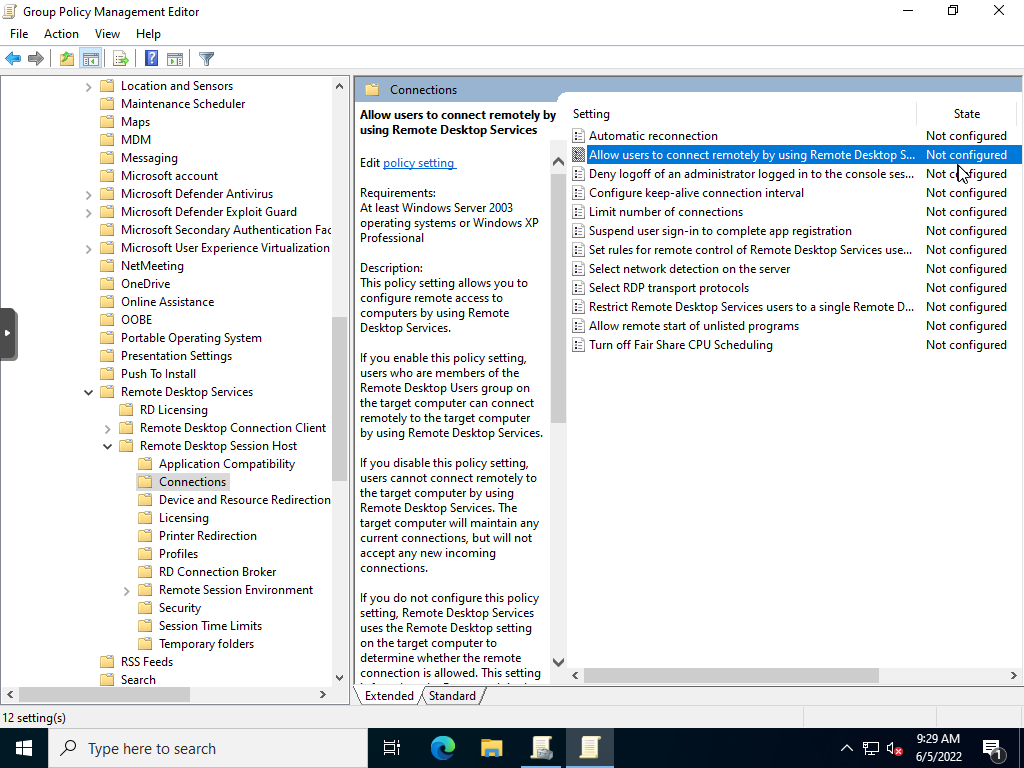 Group Policy Management Editor
File Action View Help
Location and Sensors
Maintenance Scheduler
Maps
MDM
Messaging
Microsoft account
Microsoft Defender Antivirus
Microsoft Defender Exploit Guard
Microsoft Secondary Authentication Fac
Microsoft User Experience Virtualization
NetMeeting
OneDrive
Online Assistance
OOBE
Portable Operating System
Presentation Settings
Push To Install
Remote Desktop Services
RD Licensing
Remote Desktop Connection Client
Remote Desktop Session Host
Application Compatibility
Connections
Device and Resource Redirection
Licensing
Printer Redirection
Profiles
RD Connection Broker
Remote Session Environment
Security
Session Time Limits
Temporary folders
RSS Feeds
Search
Connections
Allow users to connect remotely by
using Remote Desktop Services
Edit policy setting
Requirements:
At least Windows Server 2003
operating systems or Windows XP
Professional
Description:
This policy setting allows you to
configure remote access to
computers by using Remote
Desktop Services.
If you enable this policy setting,
users who are members of the
Remote Desktop Users group on
the target computer can connect
remotely to the target computer
by using Remote Desktop Services.
If you disable this policy setting,
users cannot connect remotely to
the target computer by using
Remote Desktop Services. The
target computer will maintain any
current connections, but will not
accept any new incoming
connections.
If you do not configure this policy
setting, Remote Desktop Services
uses the Remote Desktop setting
on the target computer to
determine whether the remote
connection is allowed. This setting
Setting State
Automatic reconnection Not configured
Allow users to connect remotely by using Remote Desktop S... Not configured
Deny logoff of an administrator logged in to the console ses... Not configured
Configure keep-alive connection interval Not configured
Limit number of connections Not configured
Suspend user sign-in to complete app registration Not configured
Set rules for remote control of Remote Desktop Services use... Not configured
Select network detection on the server Not configured
Select RDP transport protocols Not configured
Restrict Remote Desktop Services users to a single Remote D... Not configured
Allow remote start of unlisted programs Not configured
Turn off Fair Share CPU Scheduling Not configured
Extended Standard
12 setting(s)
Type here to search
9:29 AM
6/5/2022
1